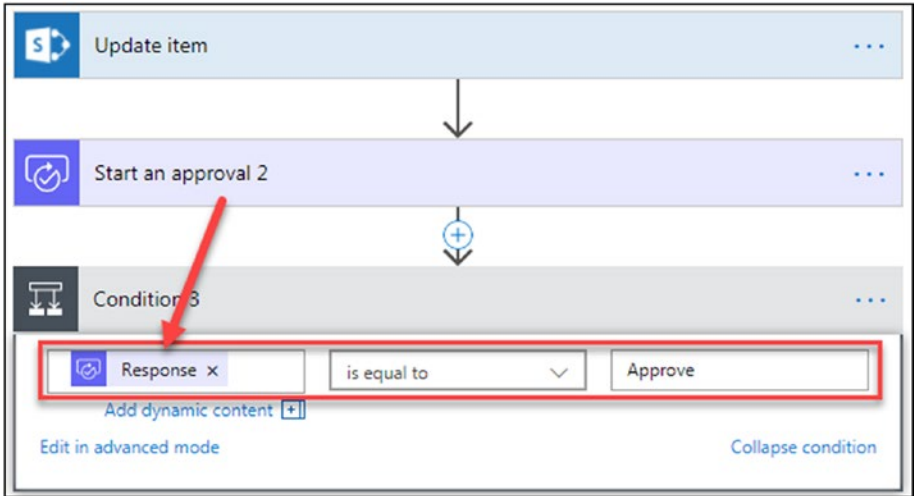 Update item
Start an approval 2
Condition 3
Response × is equal to Approve
Add dynamic content
Edit in advanced mode Collapse condition